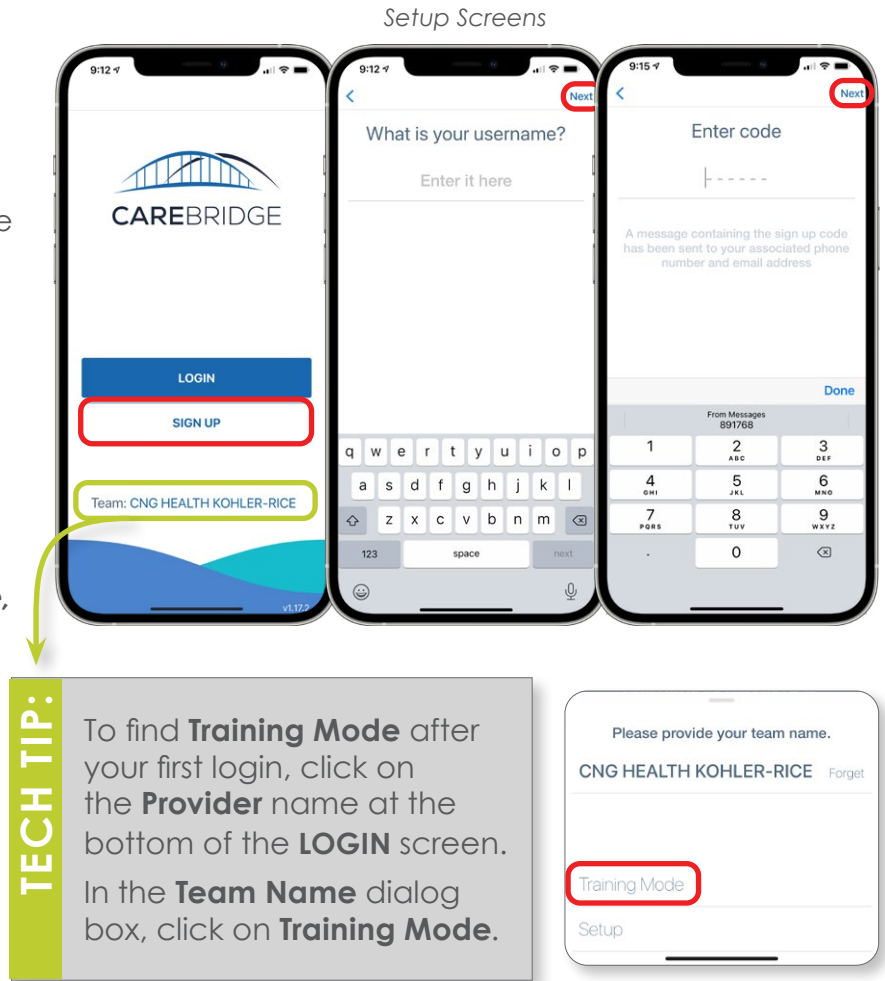 Setup Screens
e
e,
9:12
CAREBRIDGE
LOGIN
SIGN UP
Team: CNG HEALTH KOHLER-RICE
v1.17.2
9:12
Next
What is your username?
Enter it here
q w e r t y u i o p
a s d f g h j k l
z x c v b n m
123 space next
9:15
Next
Enter code
- - - - - -
A message containing the sign up code
has been sent to your associated phone
number and email address
Done
From Messages
891768
1 2 3
ABC DEF
4 5 6
GHI JKL MNO
7 8 9
PQRS TUV WXYZ
. 0
TECH TIP:
To find Training Mode after
your first login, click on
the Provider name at the
bottom of the LOGIN screen.
In the Team Name dialog
box, click on Training Mode.
Please provide your team name.
CNG HEALTH KOHLER-RICE Forget
Training Mode
Setup